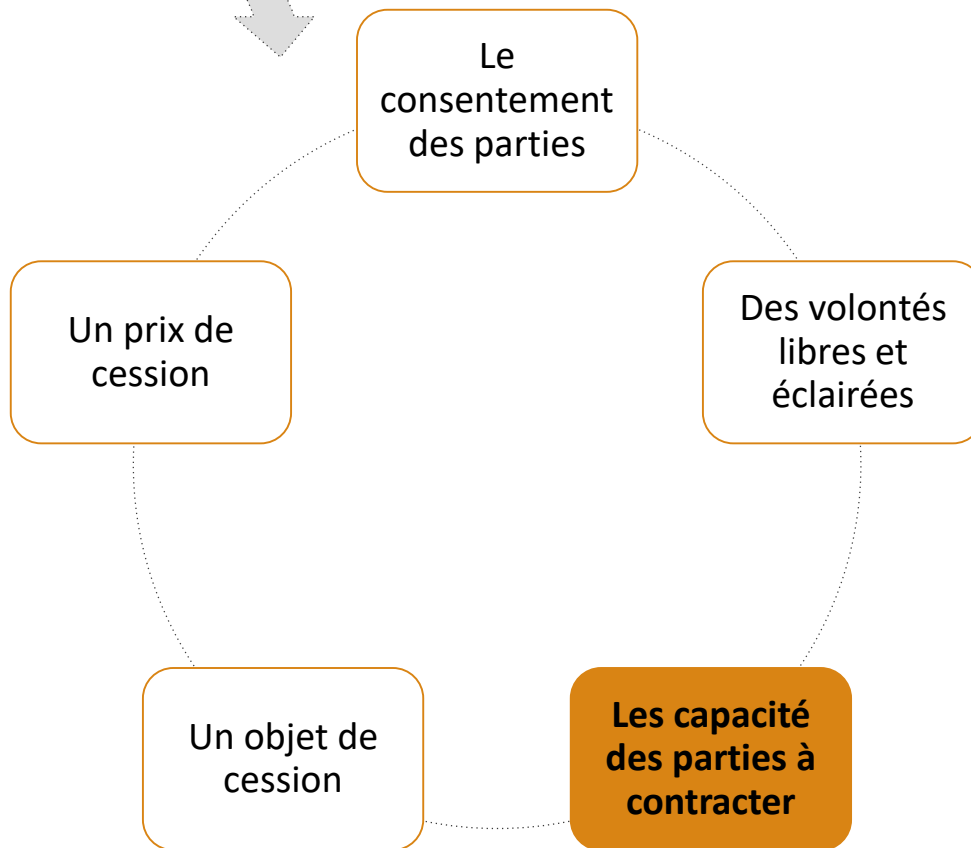 Le
consentement
des parties
Des volontés
libres et
éclairées
Les capacité
des parties à
contracter
Un objet de
cession
Un prix de
cession